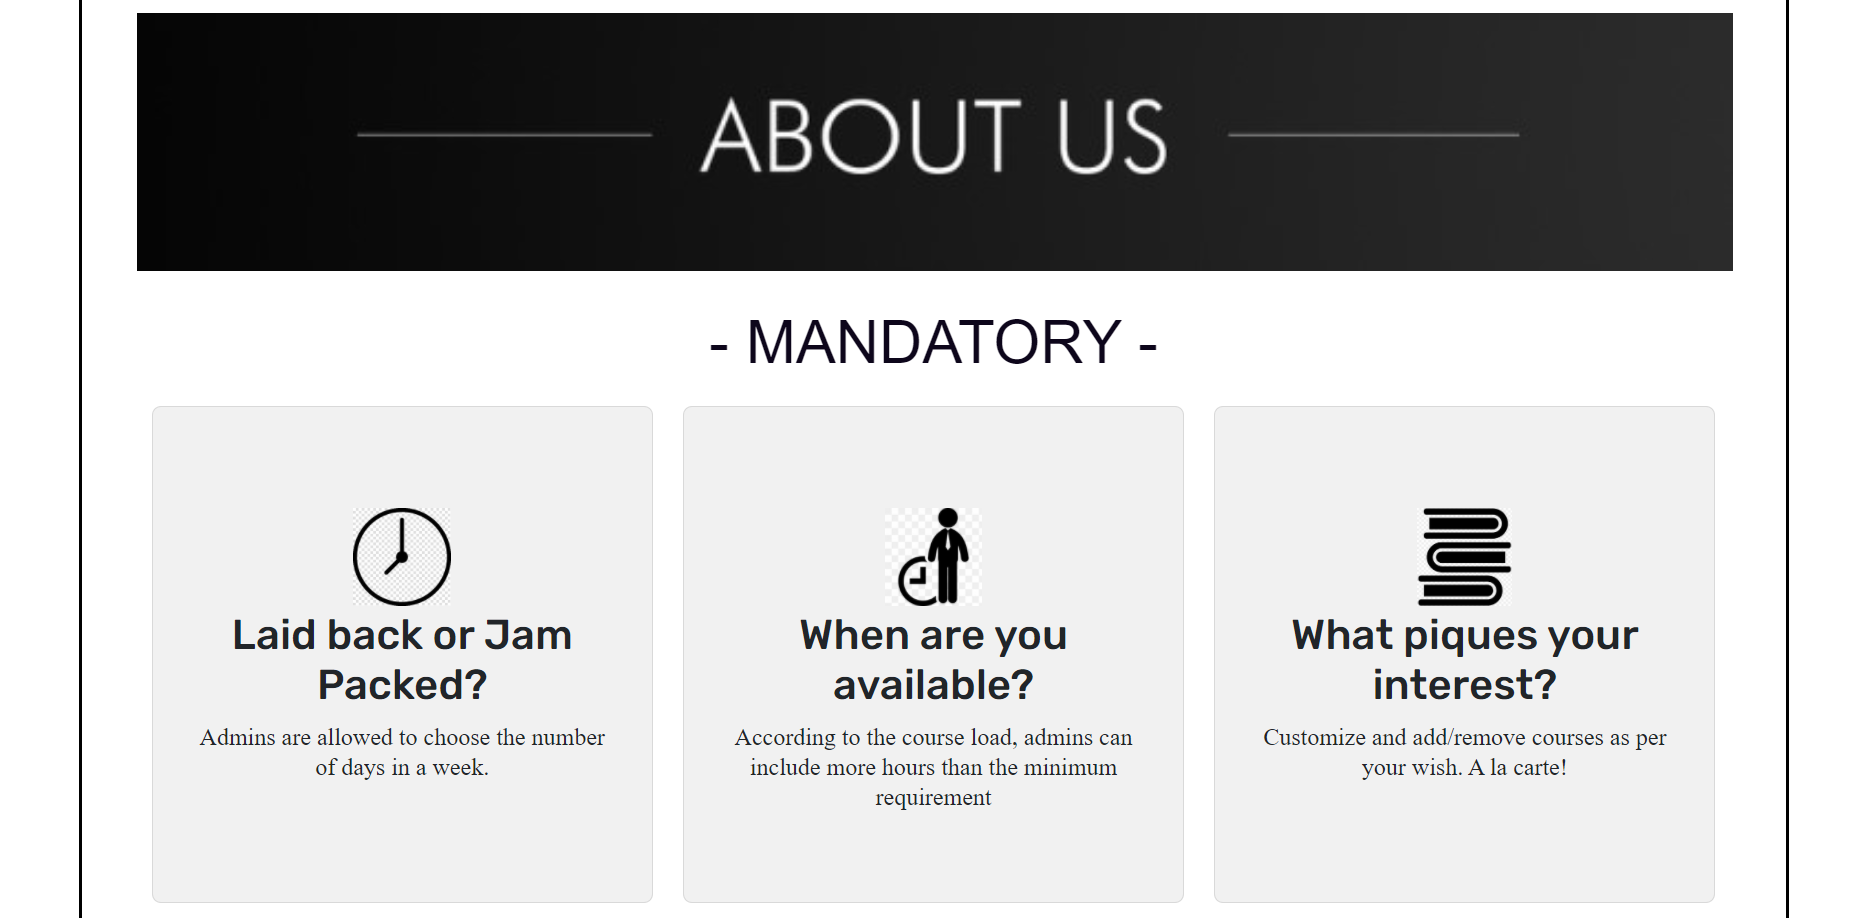 ABOUT US
- MANDATORY -
Laid back or Jam
Packed?
Admins are allowed to choose the number
of days in a week.
When are you
available?
According to the course load, admins can
include more hours than the minimum
requirement
What piques your
interest?
Customize and add/remove courses as per
your wish. A la carte!